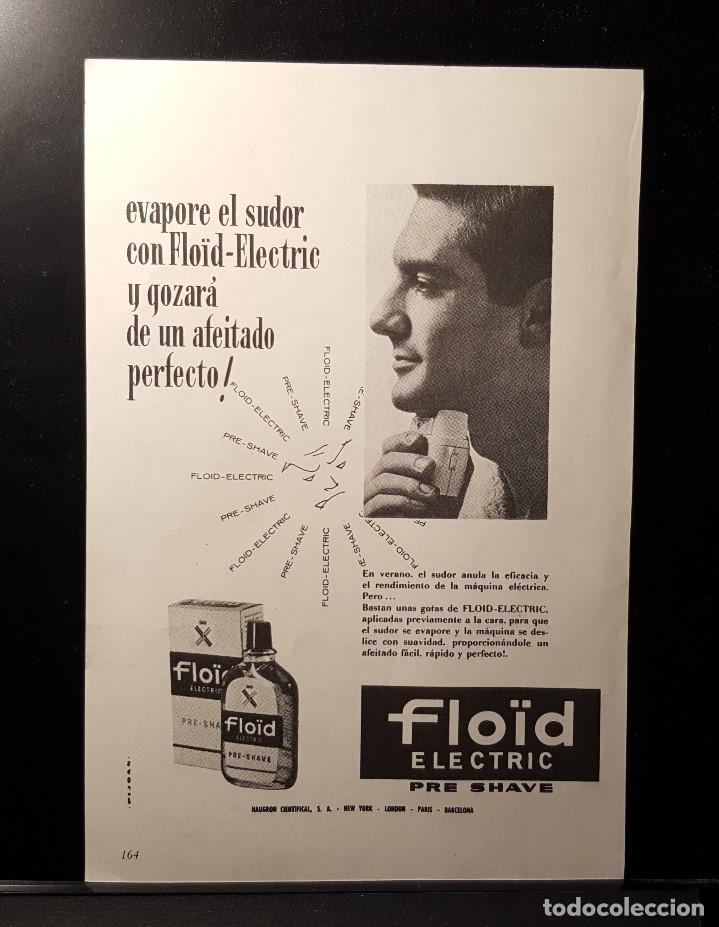 evapore el sudor
con Floïd-Electric
y gozará
de un afeitado
perfecto!
FLOID-ELECTRIC
PRE-SHAVE
FLOID-ELECTRIC
E-SHAVE
PRE-SHAVE
FLOID-ELECTRIC
PRE-SHAVE
FLOID-ELECTRIC
PRE-SHAVE
FLOID-ELECTRIC
E-SHAVE
FLOID-ELECTRIC
PR
En verano, el sudor anula la eficacia y
el rendimiento de la máquina eléctrica.
Pero...
Bastan unas gotas de FLOID-ELECTRIC,
aplicadas previamente a la cara, para que
el sudor se evapore y la máquina se des-
lice con suavidad, proporcionándole un
afeitado fácil, rápido y perfecto!.
floï
ELECTRIC
PRE-SHA
floïd
ELECTRIC
PRE-SHAVE
floïd
ELECTRIC
PRE SHAVE
HAUGRON CIENTIFICAL, S. A. - NEW YORK - LONDON - PARIS - BARCELONA
164
todocoleccion